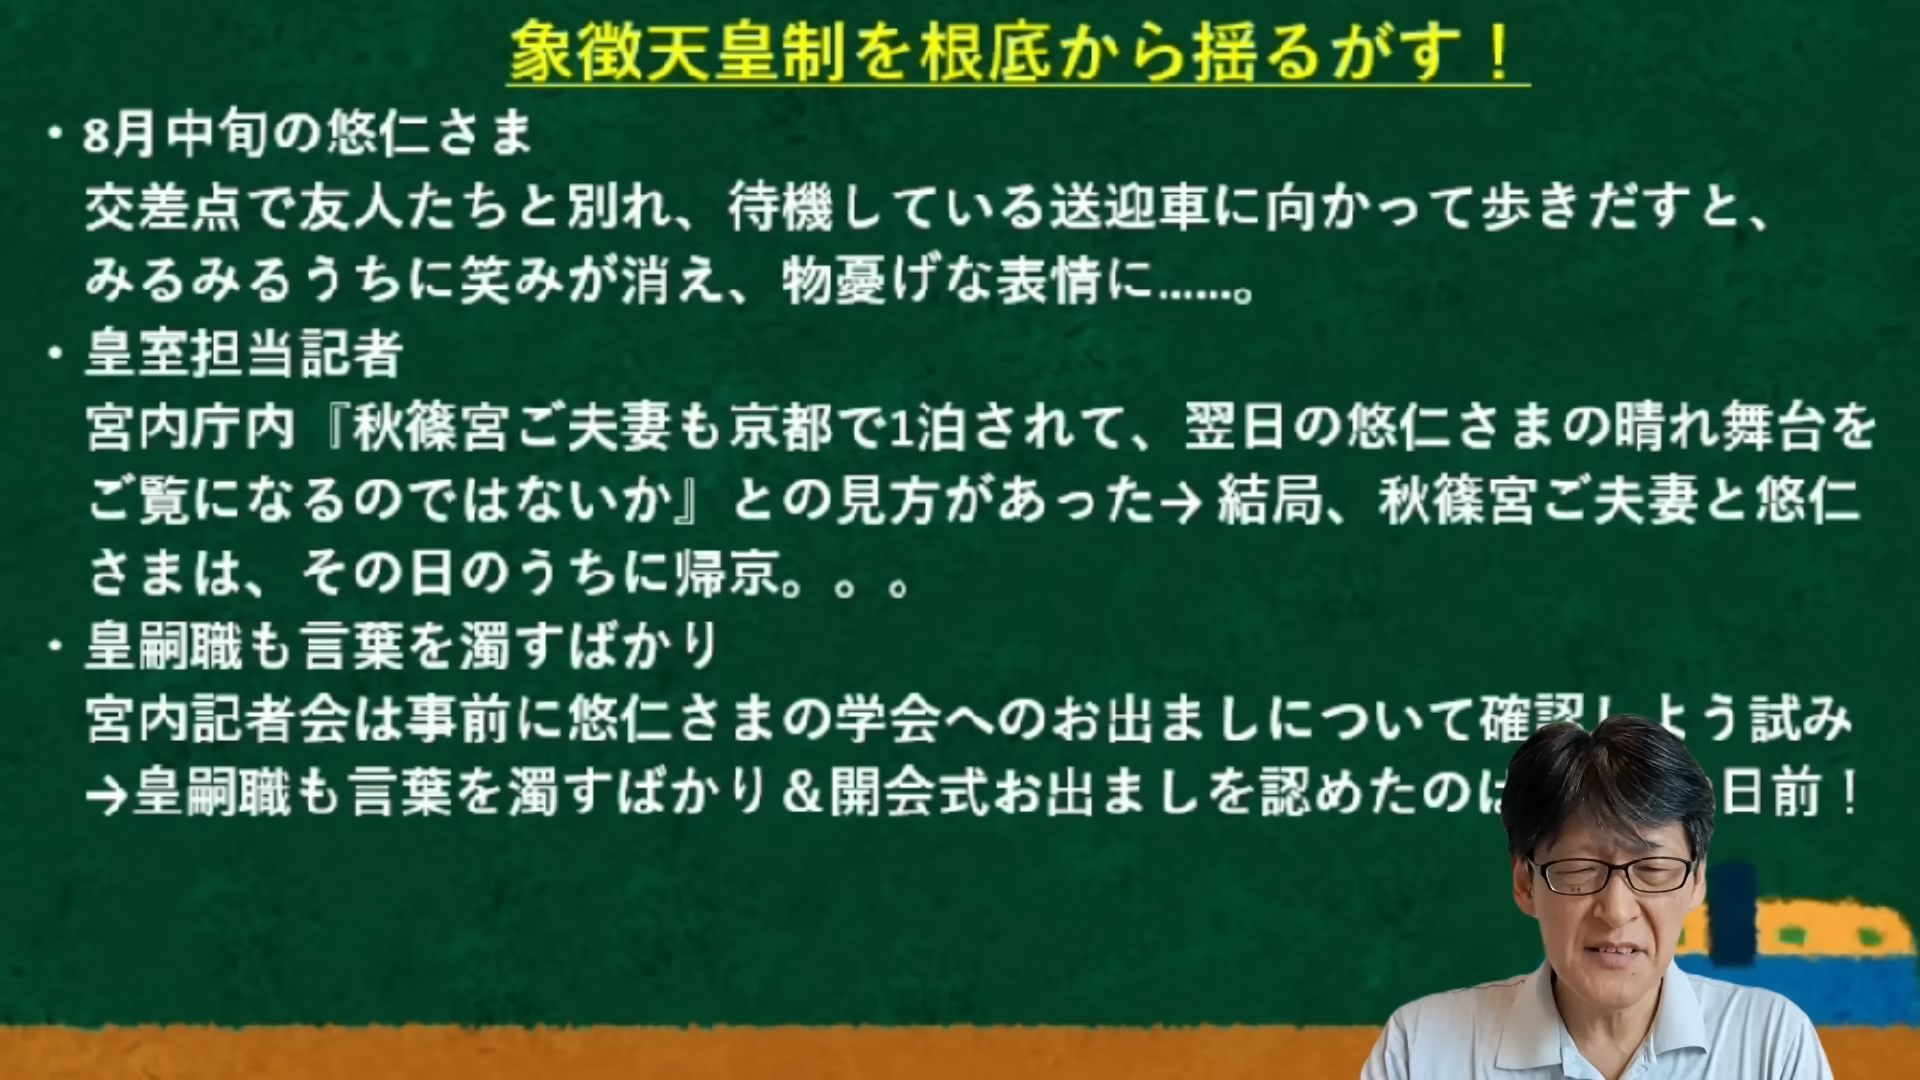 象徴天皇制を根底から揺るがす！
・8月中旬の悠仁さま
交差点で友人たちと別れ、待機している送迎車に向かって歩きだすと、
みるみるうちに笑みが消え、物憂げな表情に……。
・皇室担当記者
宮内庁内『秋篠宮ご夫妻も京都で1泊されて、翌日の悠仁さまの晴れ舞台を
ご覧になるのではないか』との見方があった→ 結局、秋篠宮ご夫妻と悠仁
さまは、その日のうちに帰京。。。
・皇嗣職も言葉を濁すばかり
宮内記者会は事前に悠仁さまの学会へのお出ましについて確認しよう試み
→皇嗣職も言葉を濁すばかり＆開会式お出ましを認めたのは 日前！